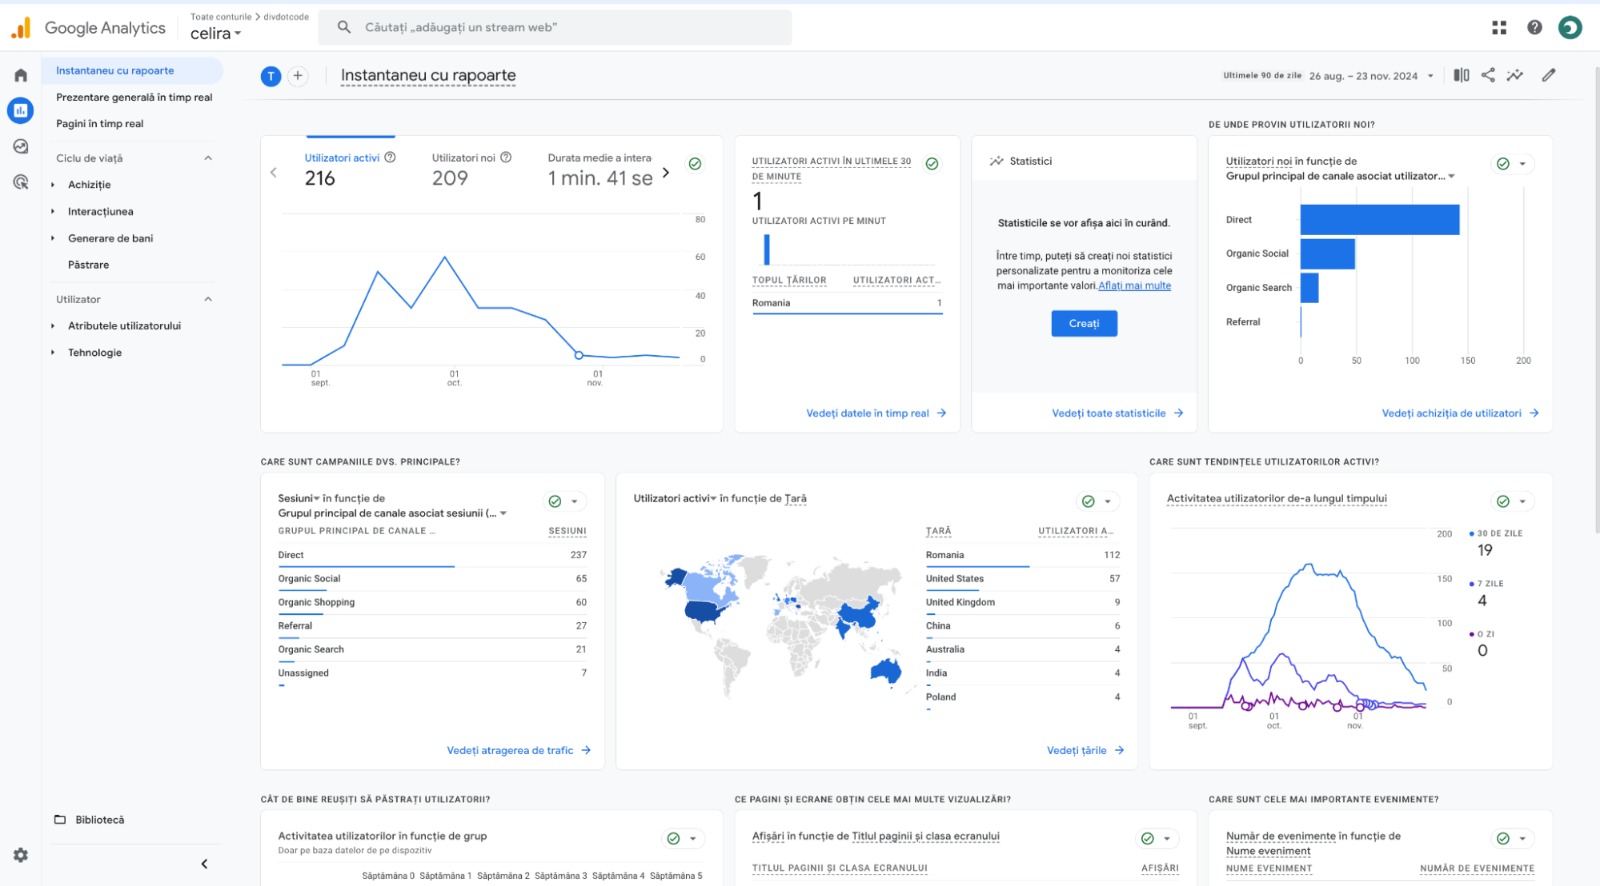 Google Analytics
Toate conturile > divdotcode
celira
Căutați „adăugați un stream web”
Instantaneu cu rapoarte
Prezentare generală în timp real
Pagini în timp real
Ciclu de viață
Achiziție
Interacțiunea
Generare de bani
Păstrare
Utilizator
Atributele utilizatorului
Tehnologie
Bibliotecă
T
Instantaneu cu rapoarte
Ultimele 90 de zile 26 aug. – 23 nov. 2024
Utilizatori activi
216
Utilizatori noi
209
Durata medie a intera
1 min. 41 se
80
60
40
20
0
01 sept.
01 oct.
01 nov.
UTILIZATORI ACTIVI ÎN ULTIMELE 30
DE MINUTE
1
UTILIZATORI ACTIVI PE MINUT
TOPUL ȚĂRILOR UTILIZATORI ACT...
Romania 1
Vedeți datele în timp real
Statistici
Statisticile se vor afișa aici în curând.
Între timp, puteți să creați noi statistici
personalizate pentru a monitoriza cele
mai importante valori.Aflați mai multe
Creați
Vedeți toate statisticile
DE UNDE PROVIN UTILIZATORII NOI?
Utilizatori noi în funcție de
Grupul principal de canale asociat utilizator...
Direct
Organic Social
Organic Search
Referral
0 50 100 150 200
Vedeți achiziția de utilizatori
CARE SUNT CAMPANIILE DVS. PRINCIPALE?
Sesiuni în funcție de
Grupul principal de canale asociat sesiunii (...
GRUPUL PRINCIPAL DE CANALE ... SESIUNI
Direct 237
Organic Social 65
Organic Shopping 60
Referral 27
Organic Search 21
Unassigned 7
Vedeți atragerea de trafic
Utilizatori activi în funcție de Țară
ȚARĂ UTILIZATORI A...
Romania 112
United States 57
United Kingdom 9
China 6
Australia 4
India 4
Poland 4
Vedeți țările
CARE SUNT TENDINȚELE UTILIZATORILOR ACTIVI?
Activitatea utilizatorilor de-a lungul timpului
200
150
100
50
0
01 sept.
01 oct.
01 nov.
30 DE ZILE
19
7 ZILE
4
O ZI
0
CÂT DE BINE REUȘIȚI SĂ PĂSTRAȚI UTILIZATORII?
Activitatea utilizatorilor în funcție de grup
Doar pe baza datelor de pe dispozitiv
Săptămâna 0 Săptămâna 1 Săptămâna 2 Săptămâna 3 Săptămâna 4 Săptămâna 5
CE PAGINI ȘI ECRANE OBȚIN CELE MAI MULTE VIZUALIZĂRI?
Afișări în funcție de Titlul paginii și clasa ecranului
TITLUL PAGINII ȘI CLASA ECRANULUI AFIȘĂRI
CARE SUNT CELE MAI IMPORTANTE EVENIMENTE?
Număr de evenimente în funcție de
Nume eveniment
NUME EVENIMENT NUMĂR DE EVENIMENTE